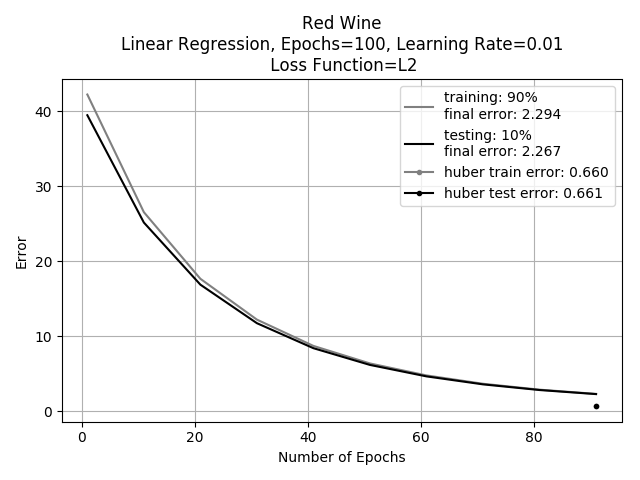 Red Wine
Linear Regression, Epochs=100, Learning Rate=0.01
Loss Function=L2
training: 90%
final error: 2.294
testing: 10%
final error: 2.267
huber train error: 0.660
huber test error: 0.661
Error
40
30
20
10
0
0 20 40 60 80
Number of Epochs